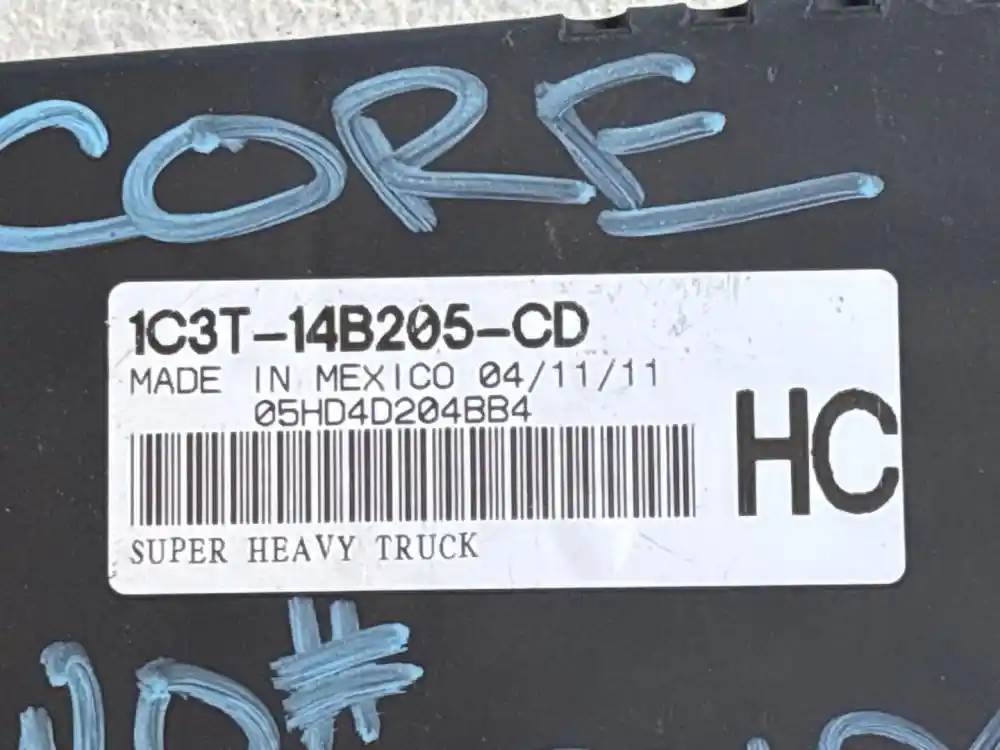 CORE
1C3T-14B205-CD
MADE IN MEXICO 04/11/11
05HD4D204BB4
HC
SUPER HEAVY TRUCK